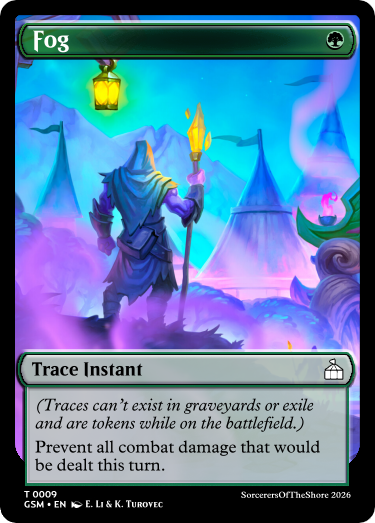 Fog
Trace Instant
(Traces can't exist in graveyards or exile
and are tokens while on the battlefield.)
Prevent all combat damage that would
be dealt this turn.
T 0009
GSM • EN E. Li & K. Turovec
SorcerersOfTheShore 2026